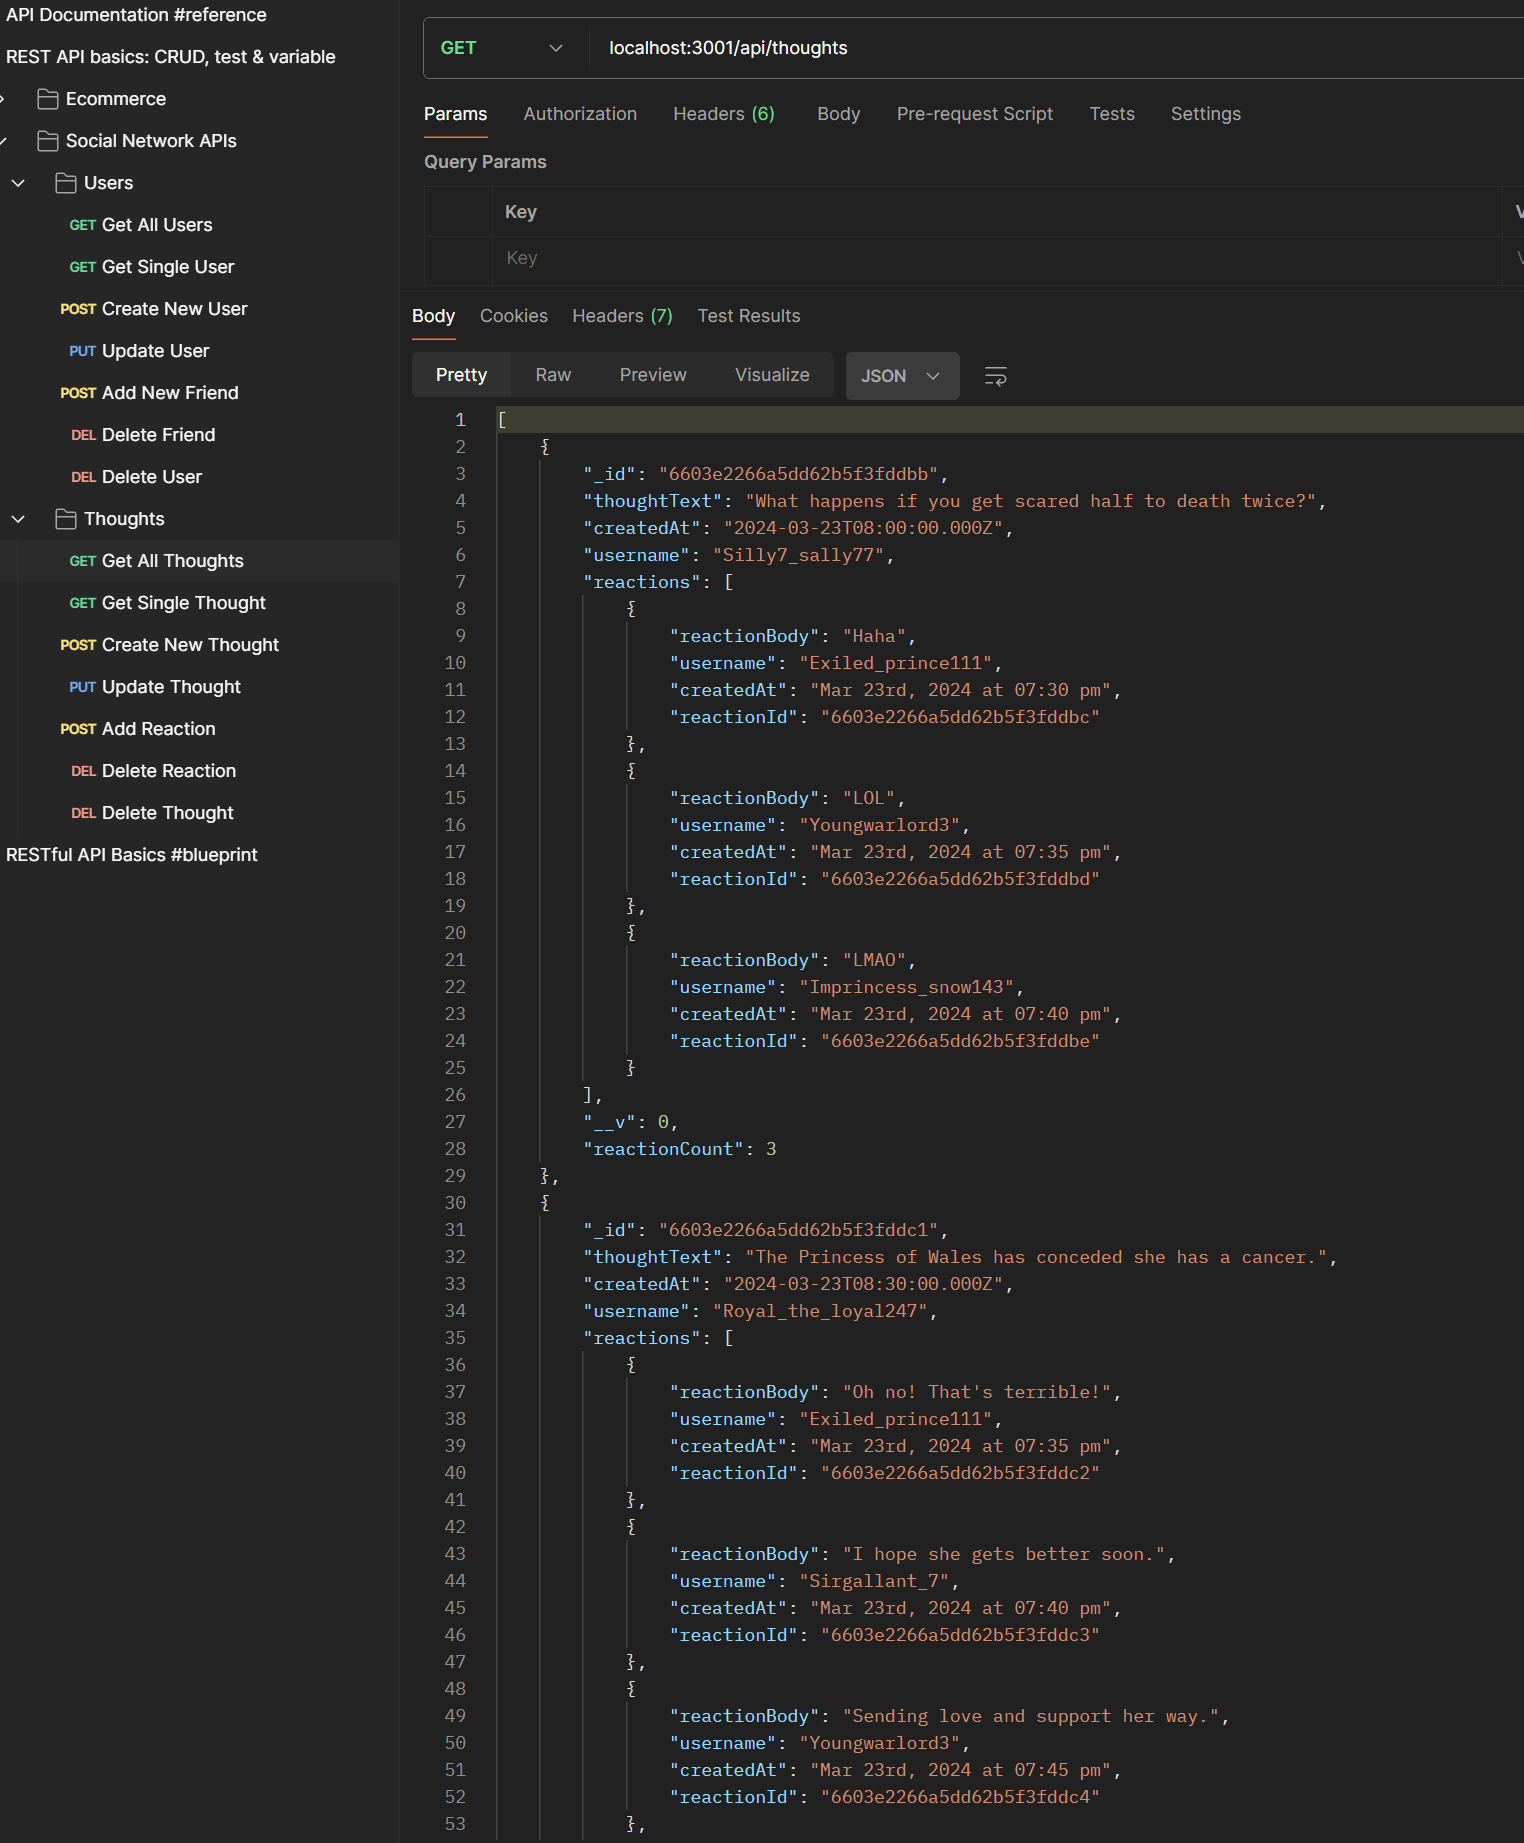 API Documentation #reference
REST API basics: CRUD, test & variable
Ecommerce
Social Network APIs
Users
GET Get All Users
GET Get Single User
POST Create New User
PUT Update User
POST Add New Friend
DEL Delete Friend
DEL Delete User
Thoughts
GET Get All Thoughts
GET Get Single Thought
POST Create New Thought
PUT Update Thought
POST Add Reaction
DEL Delete Reaction
DEL Delete Thought
RESTful API Basics #blueprint
GET localhost:3001/api/thoughts
Params Authorization Headers (6) Body Pre-request Script Tests Settings
Query Params
Key
Key
Body Cookies Headers (7) Test Results
Pretty Raw Preview Visualize JSON
1 [
2 {
3 "_id": "6603e2266a5dd62b5f3fddbb",
4 "thoughtText": "What happens if you get scared half to death twice?",
5 "createdAt": "2024-03-23T08:00:00.000Z",
6 "username": "Silly7_sally77",
7 "reactions": [
8 {
9 "reactionBody": "Haha",
10 "username": "Exiled_prince111",
11 "createdAt": "Mar 23rd, 2024 at 07:30 pm",
12 "reactionId": "6603e2266a5dd62b5f3fddbc"
13 },
14 {
15 "reactionBody": "LOL",
16 "username": "Youngwarlord3",
17 "createdAt": "Mar 23rd, 2024 at 07:35 pm",
18 "reactionId": "6603e2266a5dd62b5f3fddbd"
19 },
20 {
21 "reactionBody": "LMAO",
22 "username": "Imprincess_snow143",
23 "createdAt": "Mar 23rd, 2024 at 07:40 pm",
24 "reactionId": "6603e2266a5dd62b5f3fddbe"
25 }
26 ],
27 "__v": 0,
28 "reactionCount": 3
29 },
30 {
31 "_id": "6603e2266a5dd62b5f3fddc1",
32 "thoughtText": "The Princess of Wales has conceded she has a cancer.",
33 "createdAt": "2024-03-23T08:30:00.000Z",
34 "username": "Royal_the_loyal247",
35 "reactions": [
36 {
37 "reactionBody": "Oh no! That's terrible!",
38 "username": "Exiled_prince111",
39 "createdAt": "Mar 23rd, 2024 at 07:35 pm",
40 "reactionId": "6603e2266a5dd62b5f3fddc2"
41 },
42 {
43 "reactionBody": "I hope she gets better soon.",
44 "username": "Sirgallant_7",
45 "createdAt": "Mar 23rd, 2024 at 07:40 pm",
46 "reactionId": "6603e2266a5dd62b5f3fddc3"
47 },
48 {
49 "reactionBody": "Sending love and support her way.",
50 "username": "Youngwarlord3",
51 "createdAt": "Mar 23rd, 2024 at 07:45 pm",
52 "reactionId": "6603e2266a5dd62b5f3fddc4"
53 },